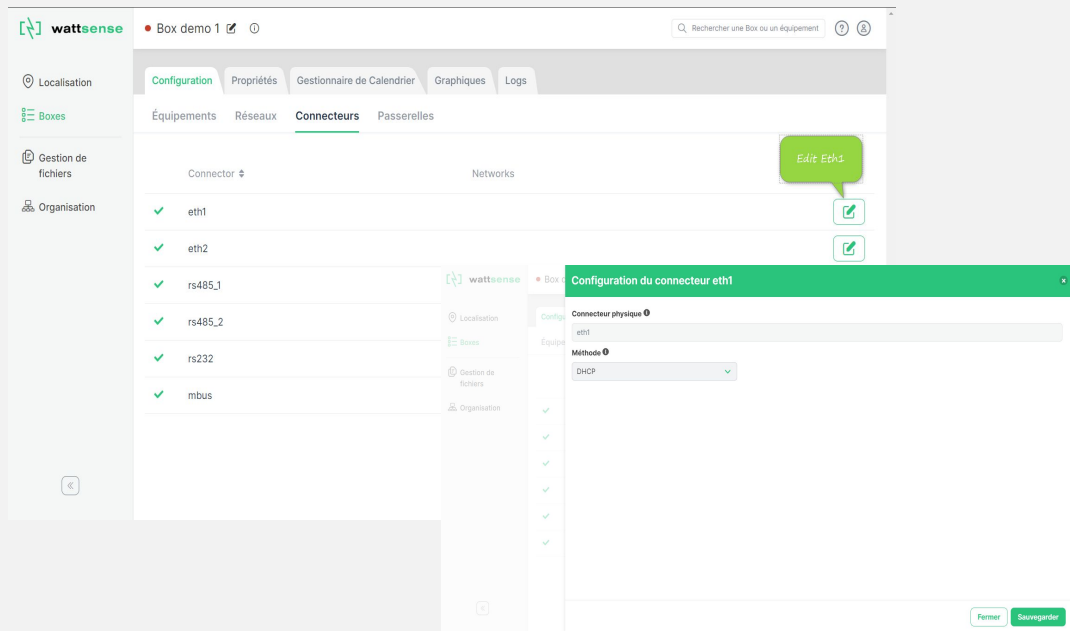 wattsense
Box demo 1
Rechercher une Box ou un équipement
Localisation
Boxes
Gestion de
fichiers
Organisation
Configuration
Propriétés
Gestionnaire de Calendrier
Graphiques
Logs
Équipements
Réseaux
Connecteurs
Passerelles
Edit Eth1
Connector
Networks
eth1
eth2
rs485_1
rs485_2
rs232
mbus
wattsense
Box
Localisation
Boxes
Gestion de
fichiers
Organisation
Configuration du connecteur eth1
Connecteur physique
eth1
Méthode
DHCP
Fermer
Sauvegarder